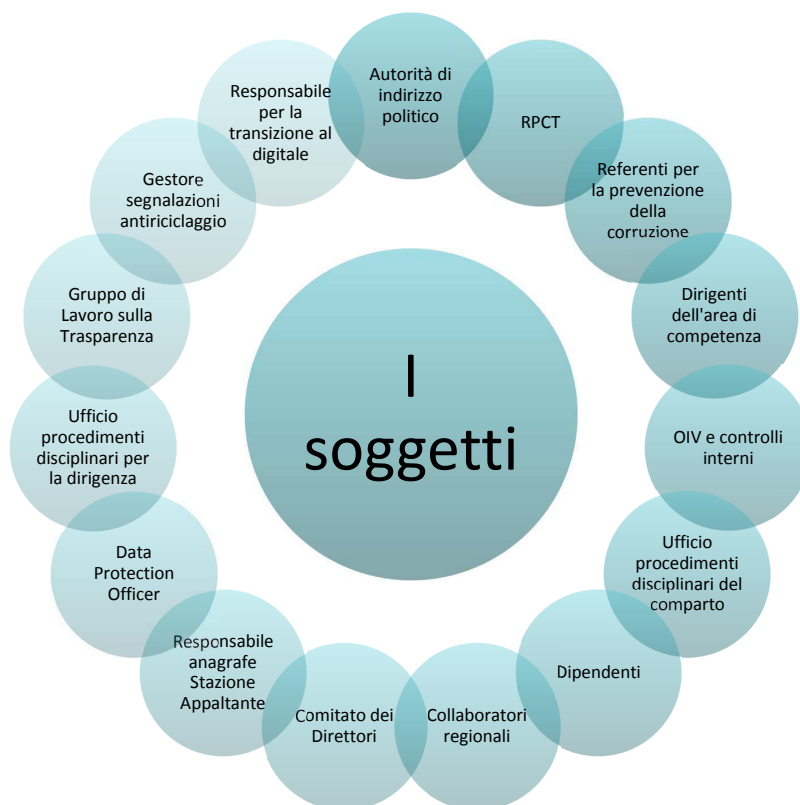 Autorità di
indirizzo
politico
RPCT
Referenti per
la prevenzione
della
corruzione
Dirigenti
dell'area di
competenza
OIV e controlli
interni
Ufficio
procedimenti
disciplinari del
comparto
Dipendenti
Collaboratori
regionali
Comitato dei
Direttori
Responsabile
anagrafe
Stazione
Appaltante
Data
Protection
Officer
Ufficio
procedimenti
disciplinari per
la dirigenza
Gruppo di
Lavoro sulla
Trasparenza
Gestore
segnalazioni
antiriciclaggio
Responsabile
per la
transizione al
digitale
I
soggetti